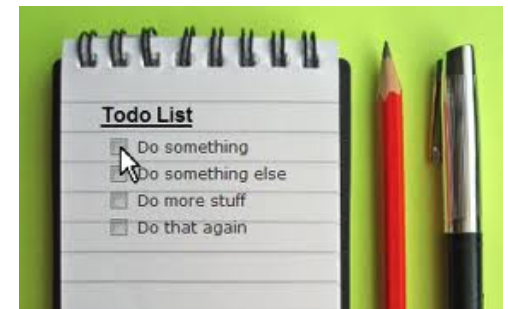 Todo List
Do something
Do something else
Do more stuff
Do that again